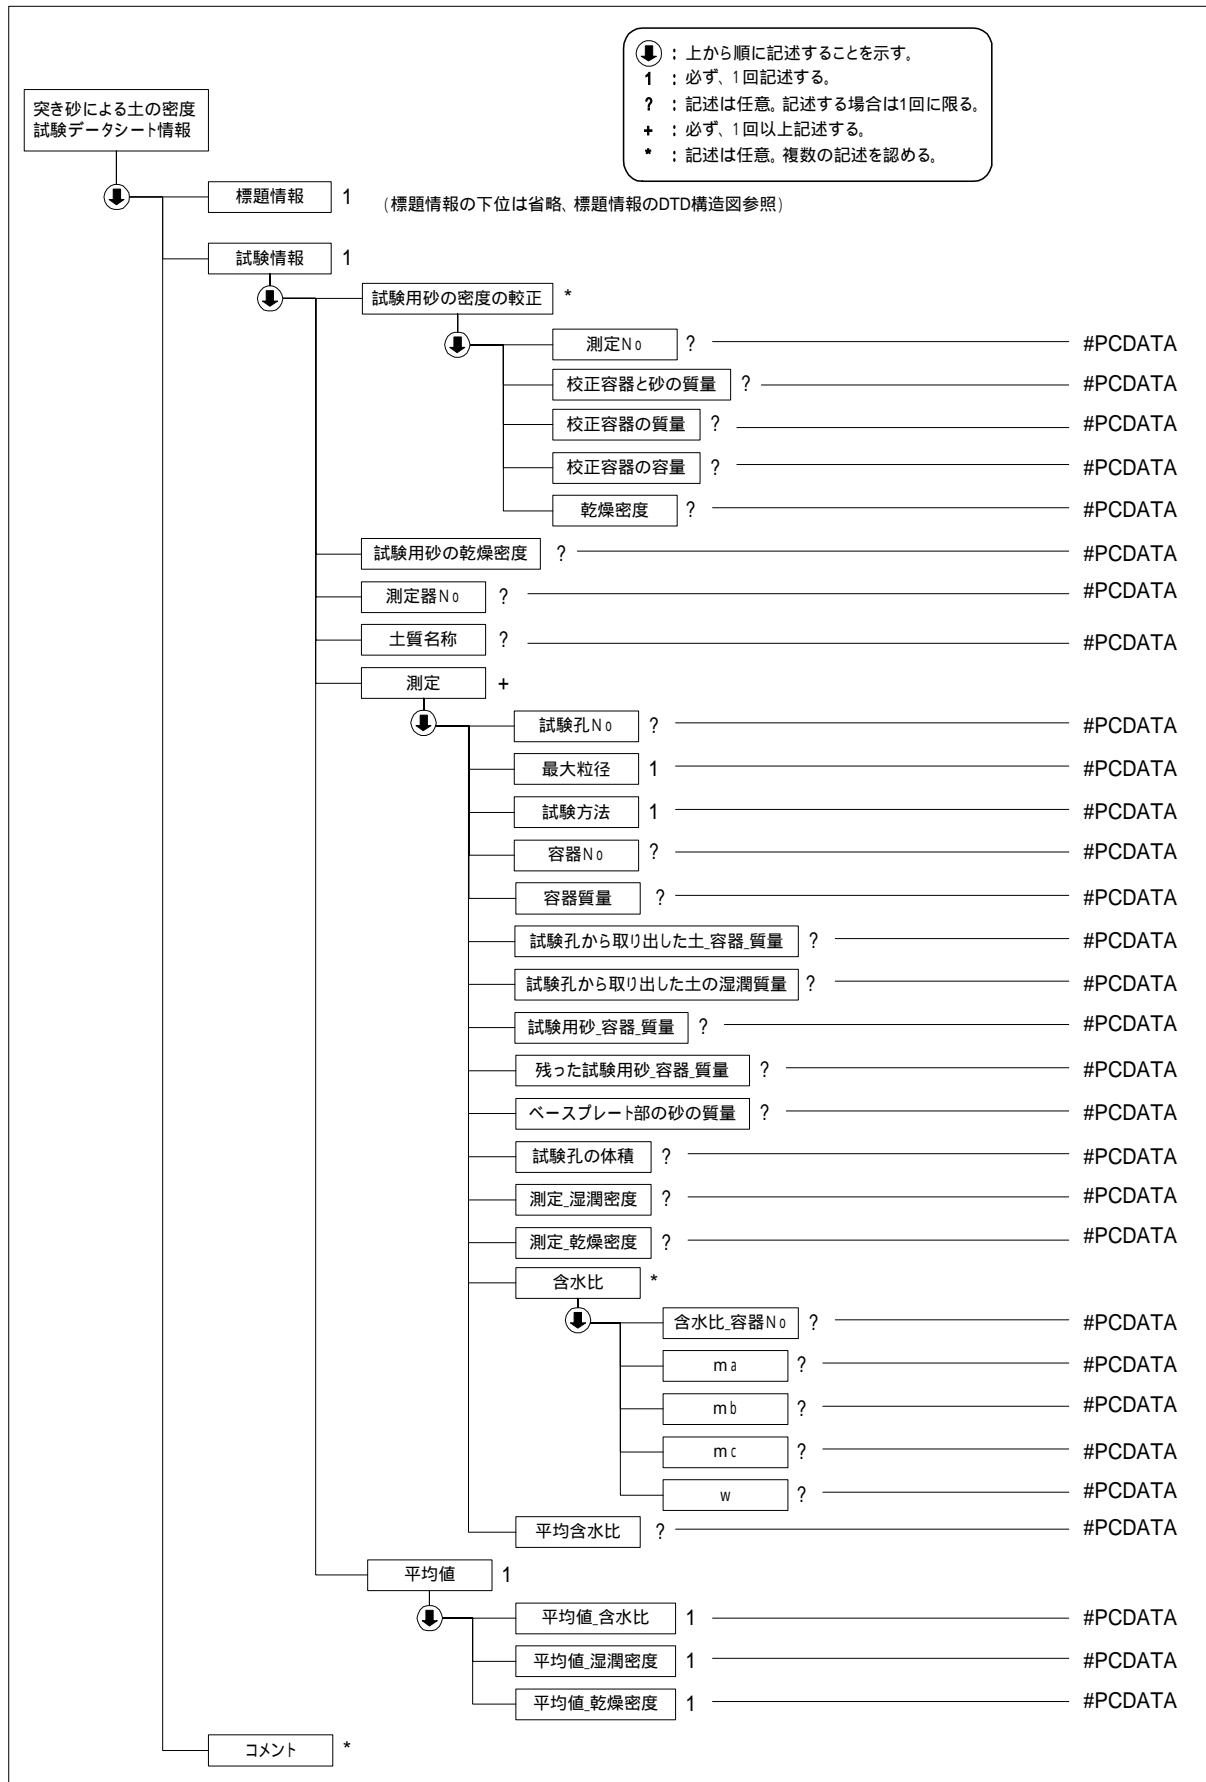 : 上から順に記述することを示す。
1 : 必ず、1回記述する。
? : 記述は任意。記述する場合は1回に限る。
+ : 必ず、1回以上記述する。
* : 記述は任意。複数の記述を認める。
突き砂による土の密度
試験データシート情報
標題情報 1 (標題情報の下位は省略、標題情報のDTD構造図参照)
試験情報 1
試験用砂の密度の較正 *
測定No ? #PCDATA
校正容器と砂の質量 ? #PCDATA
校正容器の質量 ? #PCDATA
校正容器の容量 ? #PCDATA
乾燥密度 ? #PCDATA
試験用砂の乾燥密度 ? #PCDATA
測定器No ? #PCDATA
土質名称 ? #PCDATA
測定 +
試験孔No ? #PCDATA
最大粒径 1 #PCDATA
試験方法 1 #PCDATA
容器No ? #PCDATA
容器質量 ? #PCDATA
試験孔から取り出した土_容器_質量 ? #PCDATA
試験孔から取り出した土の湿潤質量 ? #PCDATA
試験用砂_容器_質量 ? #PCDATA
残った試験用砂_容器_質量 ? #PCDATA
ベースプレート部の砂の質量 ? #PCDATA
試験孔の体積 ? #PCDATA
測定_湿潤密度 ? #PCDATA
測定_乾燥密度 ? #PCDATA
含水比 *
含水比_容器No ? #PCDATA
ma ? #PCDATA
mb ? #PCDATA
mc ? #PCDATA
w ? #PCDATA
平均含水比 ? #PCDATA
平均値 1
平均値_含水比 1 #PCDATA
平均値_湿潤密度 1 #PCDATA
平均値_乾燥密度 1 #PCDATA
コメント *